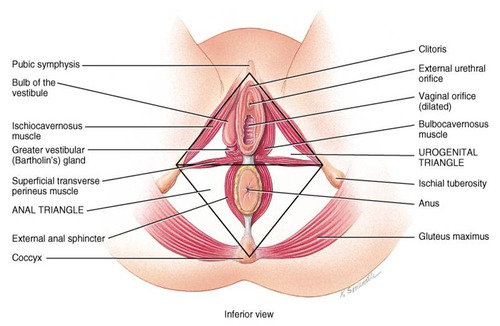 Pubic symphysis
Bulb of the
vestibule
Ischiocavernosus
muscle
Greater vestibular
(Bartholin's) gland
Superficial transverse
perineus muscle
ANAL TRIANGLE
External anal sphincter
Coccyx
Clitoris
External urethral
orifice
Vaginal orifice
(dilated)
Bulbocavernosus
muscle
UROGENITAL
TRIANGLE
Ischial tuberosity
Anus
Gluteus maximus
Inferior view